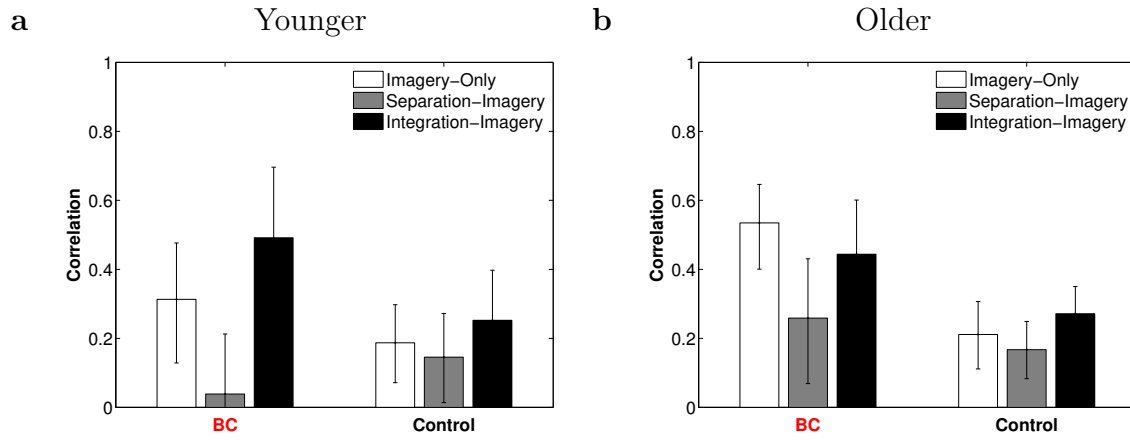 a Younger
1
0.8
0.6
0.4
0.2
0
Correlation
Imagery−Only
Separation−Imagery
Integration−Imagery
BC Control
b Older
1
0.8
0.6
0.4
0.2
0
Correlation
Imagery−Only
Separation−Imagery
Integration−Imagery
BC Control